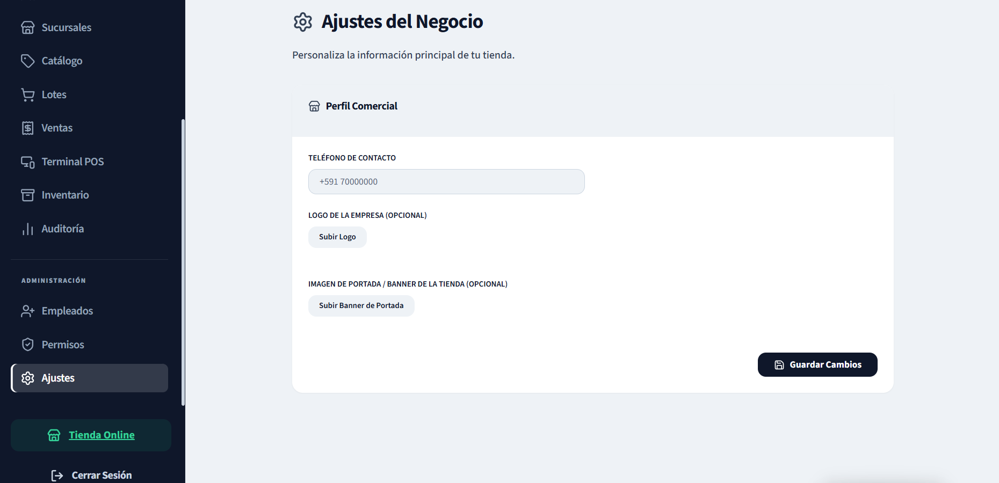 Sucursales
Catálogo
Lotes
Ventas
Terminal POS
Inventario
Auditoría
ADMINISTRACIÓN
Empleados
Permisos
Ajustes
Tienda Online
Cerrar Sesión
Ajustes del Negocio
Personaliza la información principal de tu tienda.
Perfil Comercial
TELÉFONO DE CONTACTO
+591 70000000
LOGO DE LA EMPRESA (OPCIONAL)
Subir Logo
IMAGEN DE PORTADA / BANNER DE LA TIENDA (OPCIONAL)
Subir Banner de Portada
Guardar Cambios